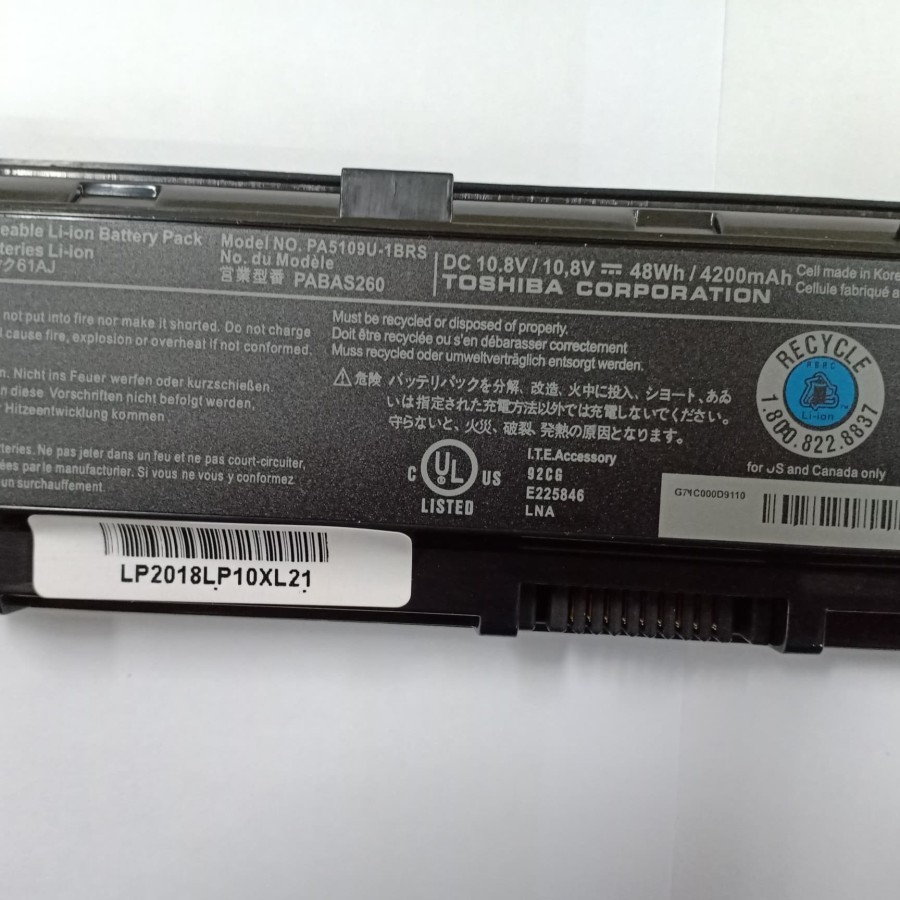 eable Li-ion Battery Pack
tteries Li-ion
ク61AJ
Model NO. PA5109U-1BRS
No. du Modèle
営業型番 PABAS260
DC 10.8V / 10,8V ⎓ 48Wh / 4200mAh
TOSHIBA CORPORATION
Cell made in Kore
Cellule fabriqué a
not put into fire nor make it shorted. Do not charge
cause fire, explosion or overheat if not conformed.
en. Nicht ins Feuer werfen oder kurzschließen
n diese Vorschriften nicht befolgt werden,
r Hitzeentwicklung kommen
tteries. Ne pas jeter dans un feu et ne pas court-circuiter,
ées par le manufacturier. Si vous ne vous y conformez
surchauffements.
Must be recycled or disposed of properly.
Doit être recyclée ou s'en débarasser correctement
Muss recycled oder umweltverträglich entsorgt werden.
⚠危険 バッテリパックを分解、改造、火中に投入、ショート、ある
いは指定された充電方法以外では充電しないでください。
守らないと、火災、破裂、発熱の原因となります。
C UL US
LISTED
I.T.E.Accessory
92CG
E225846
LNA
RECYCLE
RBRC
Li-ion
TM
1.800.822.8837
for US and Canada only
G71C000D9110
LP2018LP10XL21